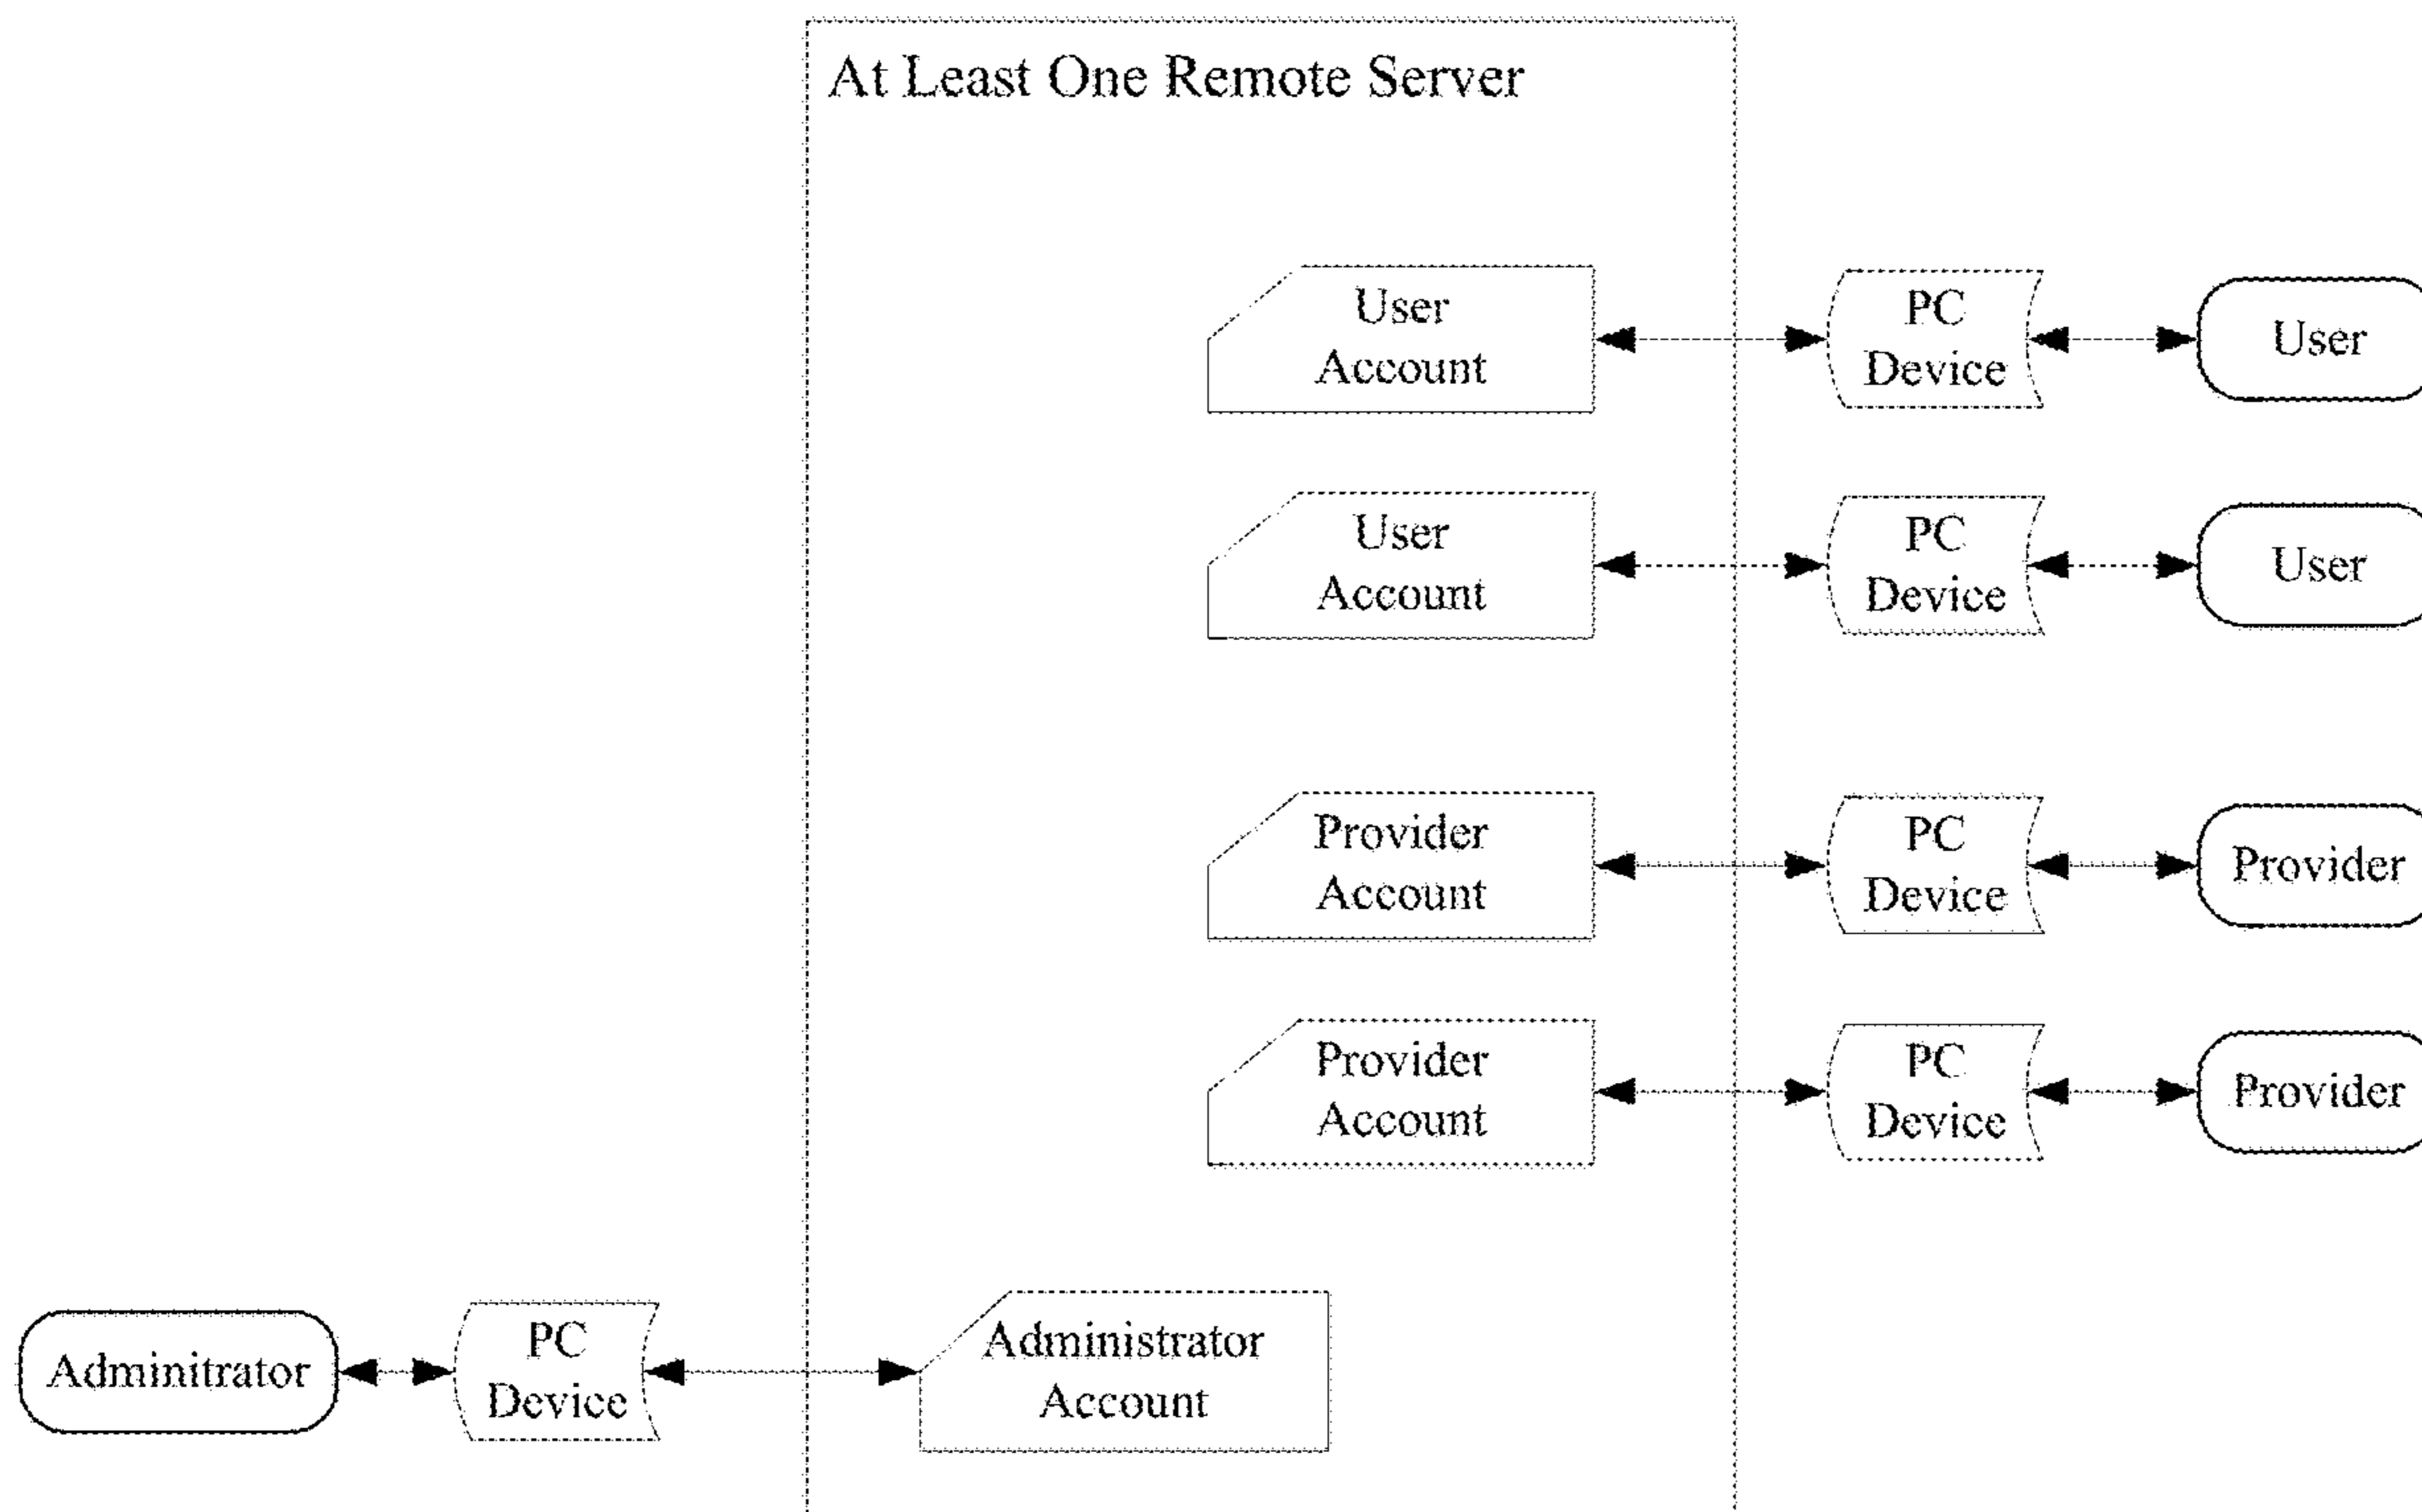 At Least One Remote Server
User
Account
PC
Device
User
User
Account
PC
Device
User
Provider
Account
PC
Device
Provider
Provider
Account
PC
Device
Provider
Adminitrator
PC
Device
Administrator
Account